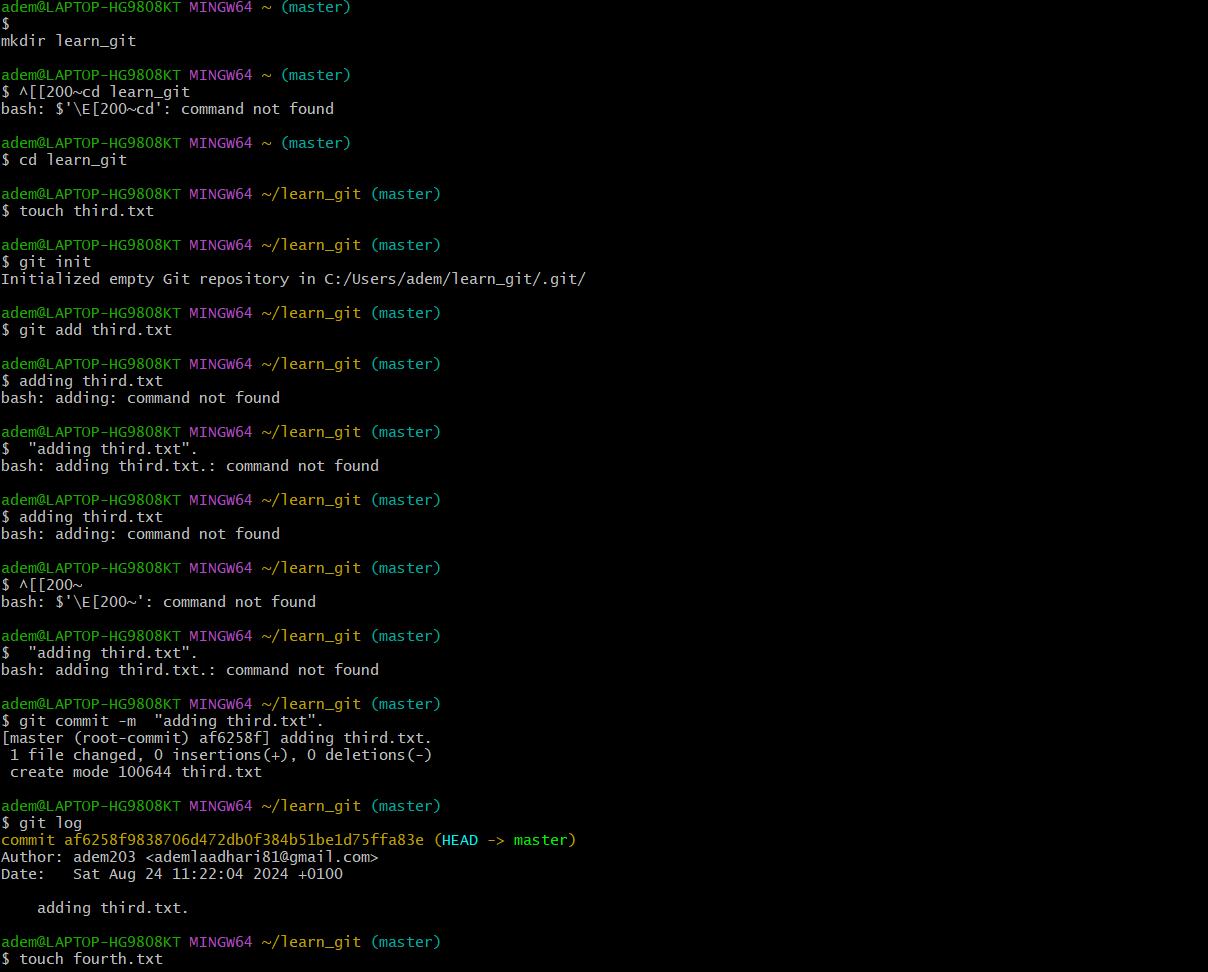 adem@LAPTOP-HG9808KT MINGW64 ~ (master)
$
mkdir learn_git
adem@LAPTOP-HG9808KT MINGW64 ~ (master)
$ ^[[200~cd learn_git
bash: $'\E[200~cd': command not found
adem@LAPTOP-HG9808KT MINGW64 ~ (master)
$ cd learn_git
adem@LAPTOP-HG9808KT MINGW64 ~/learn_git (master)
$ touch third.txt
adem@LAPTOP-HG9808KT MINGW64 ~/learn_git (master)
$ git init
Initialized empty Git repository in C:/Users/adem/learn_git/.git/
adem@LAPTOP-HG9808KT MINGW64 ~/learn_git (master)
$ git add third.txt
adem@LAPTOP-HG9808KT MINGW64 ~/learn_git (master)
$ adding third.txt
bash: adding: command not found
adem@LAPTOP-HG9808KT MINGW64 ~/learn_git (master)
$  "adding third.txt".
bash: adding third.txt.: command not found
adem@LAPTOP-HG9808KT MINGW64 ~/learn_git (master)
$ adding third.txt
bash: adding: command not found
adem@LAPTOP-HG9808KT MINGW64 ~/learn_git (master)
$ ^[[200~
bash: $'\E[200~': command not found
adem@LAPTOP-HG9808KT MINGW64 ~/learn_git (master)
$  "adding third.txt".
bash: adding third.txt.: command not found
adem@LAPTOP-HG9808KT MINGW64 ~/learn_git (master)
$ git commit -m  "adding third.txt".
[master (root-commit) af6258f] adding third.txt.
 1 file changed, 0 insertions(+), 0 deletions(-)
 create mode 100644 third.txt
adem@LAPTOP-HG9808KT MINGW64 ~/learn_git (master)
$ git log
commit af6258f9838706d472db0f384b51be1d75ffa83e (HEAD -> master)
Author: adem203 <ademlaadhari81@gmail.com>
Date:   Sat Aug 24 11:22:04 2024 +0100
    adding third.txt.
adem@LAPTOP-HG9808KT MINGW64 ~/learn_git (master)
$ touch fourth.txt